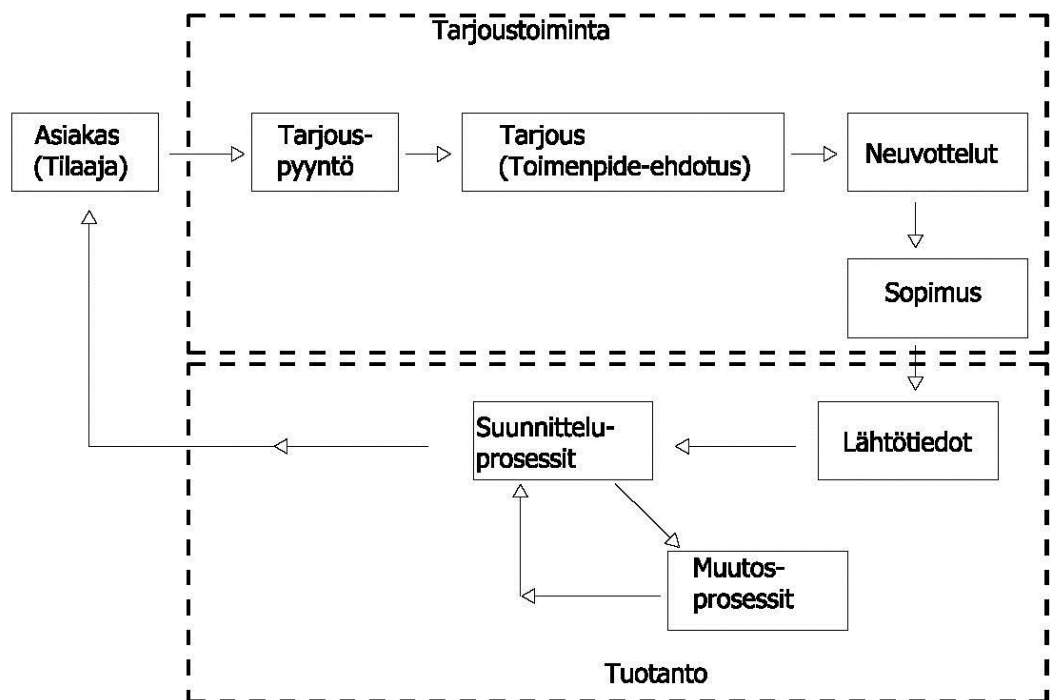 Tarjoustoiminta
Asiakas
(Tilaaja)
Tarjous-
pyyntö
Tarjous
(Toimenpide-ehdotus)
Neuvottelut
Sopimus
Suunnittelu-
prosessit
Lähtötiedot
Muutos-
prosessit
Tuotanto